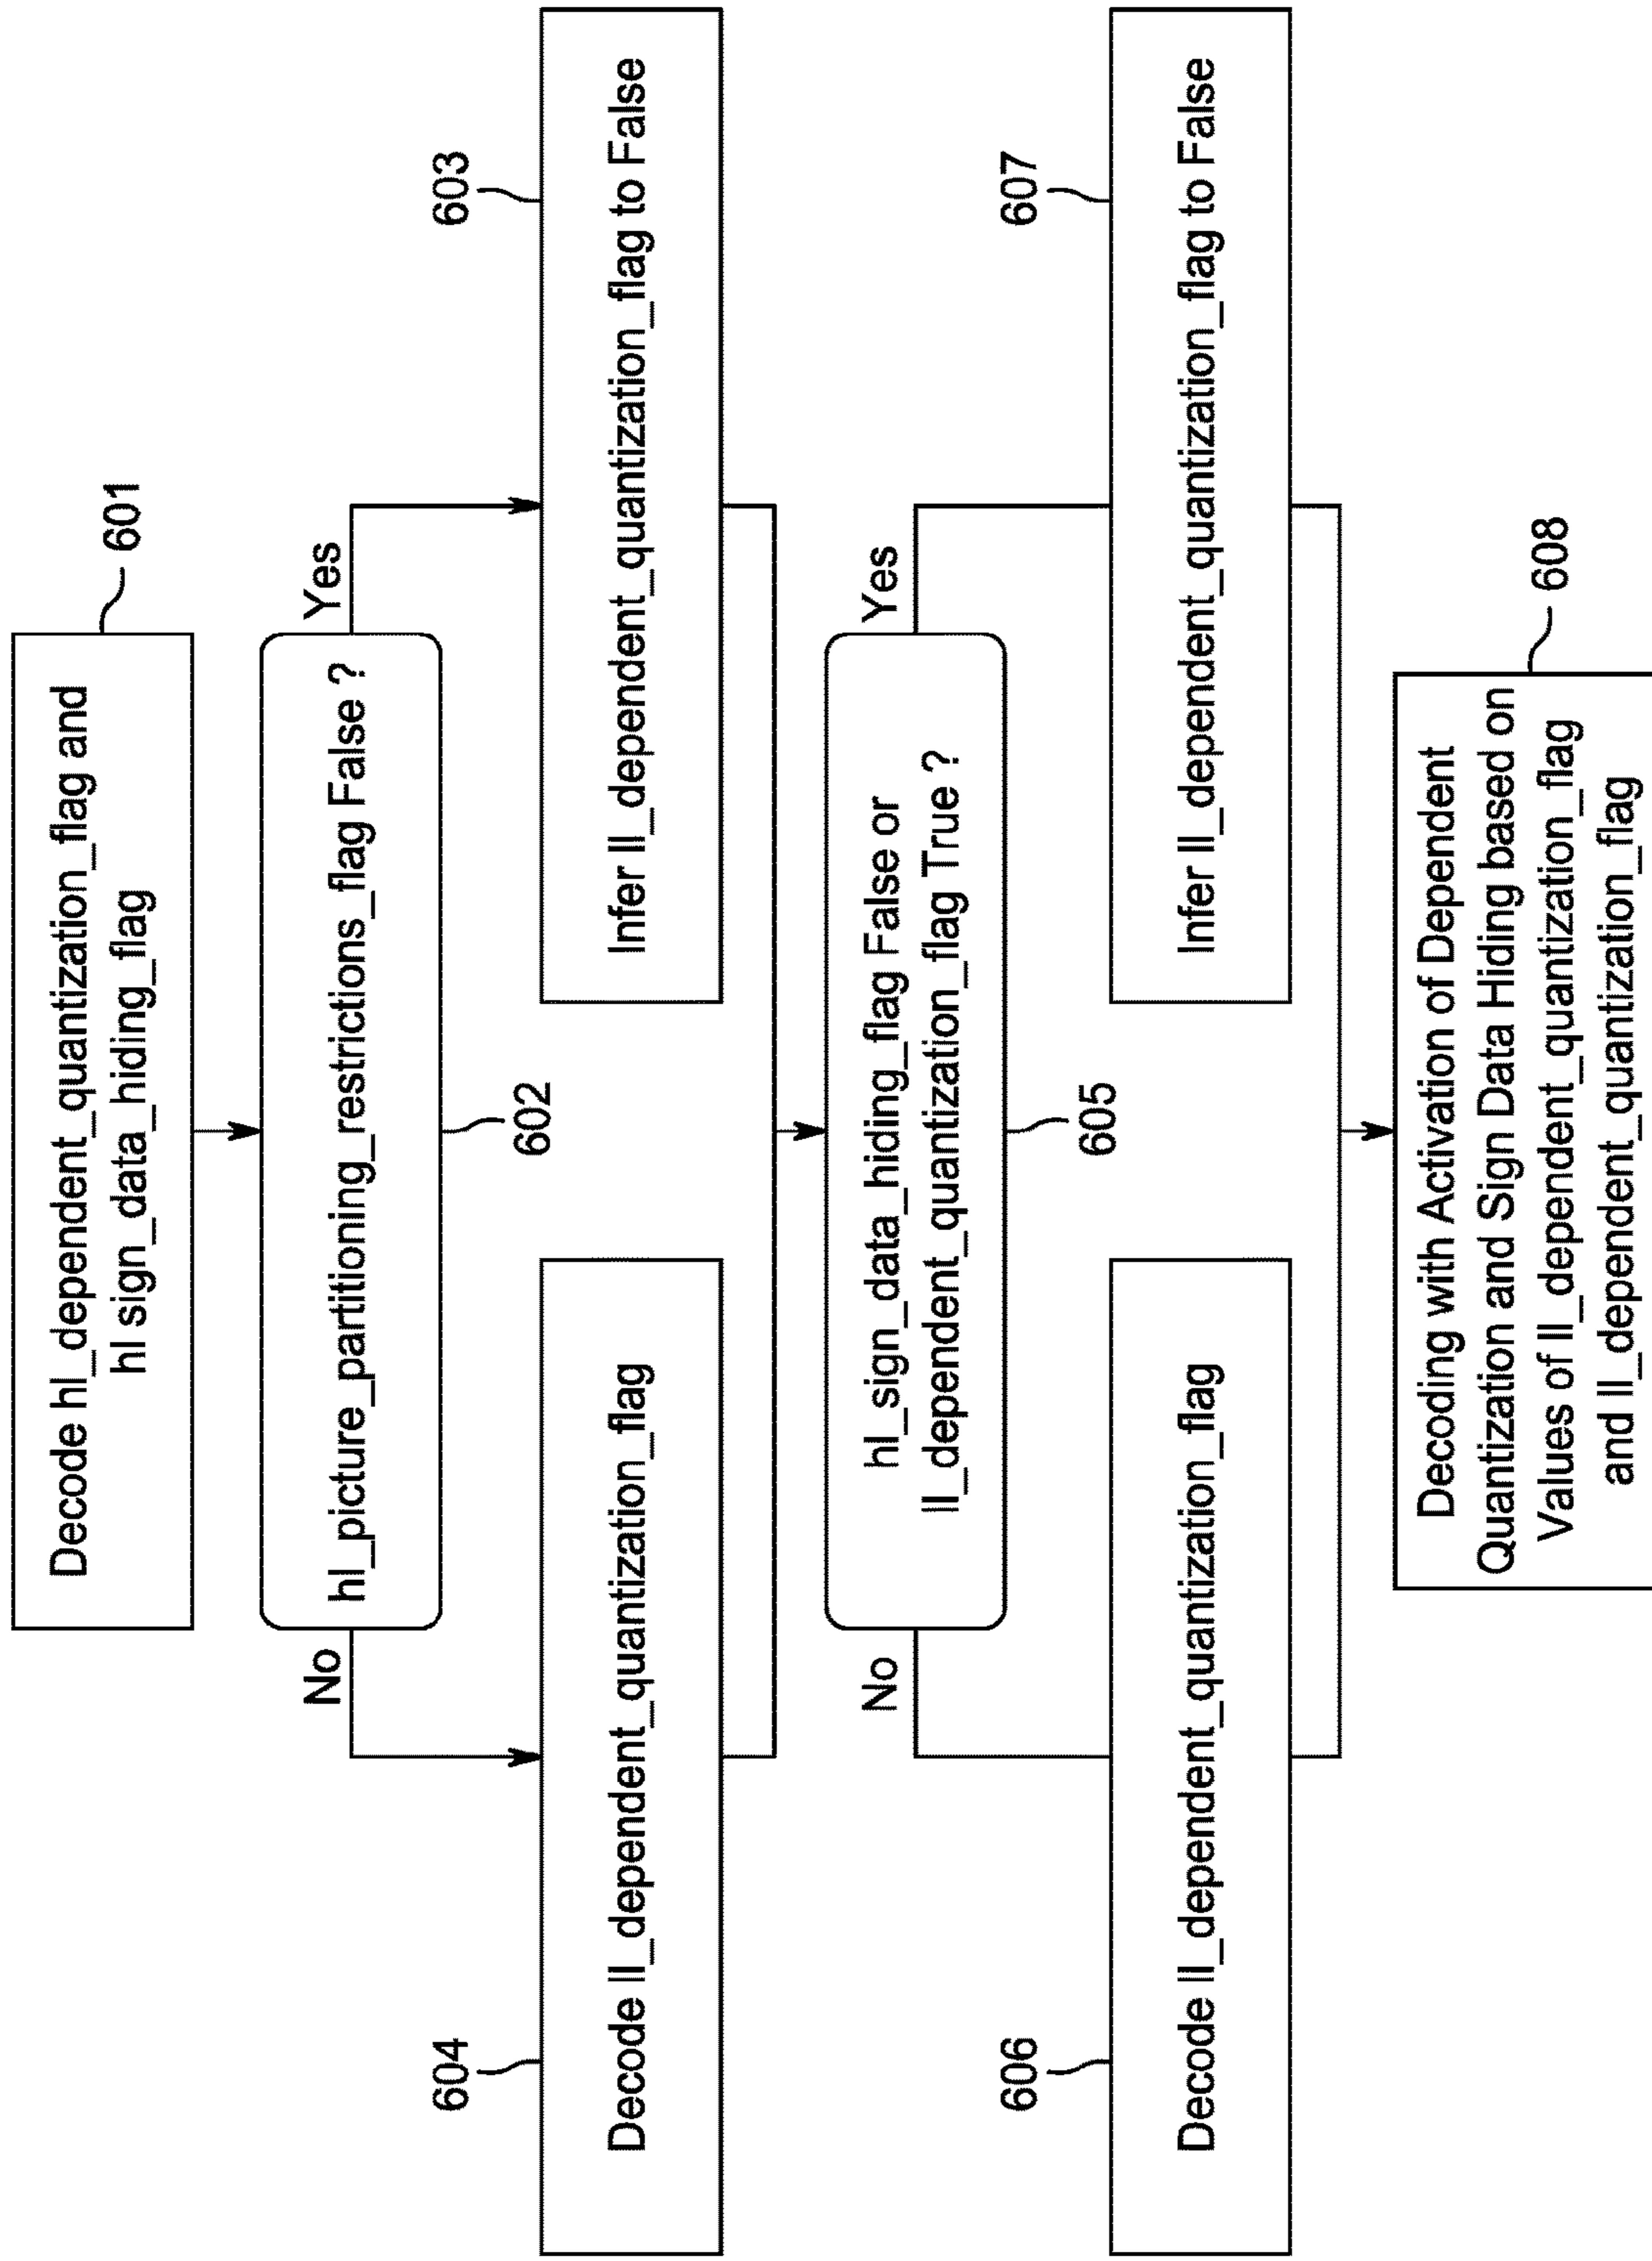 Decode hl_dependent_quantization_flag and
hl sign_data_hiding_flag
601
hl_picture_partitioning_restrictions_flag False ?
602
No
Yes
604
603
Decode ll_dependent_quantization_flag
Infer ll_dependent_quantization_flag to False
hl_sign_data_hiding_flag False or
ll_dependent_quantization_flag True ?
605
No
Yes
606
607
Decode ll_dependent_quantization_flag
Infer ll_dependent_quantization_flag to False
Decoding with Activation of Dependent
Quantization and Sign Data Hiding based on
Values of ll_dependent_quantization_flag
and ll_dependent_quantization_flag
608